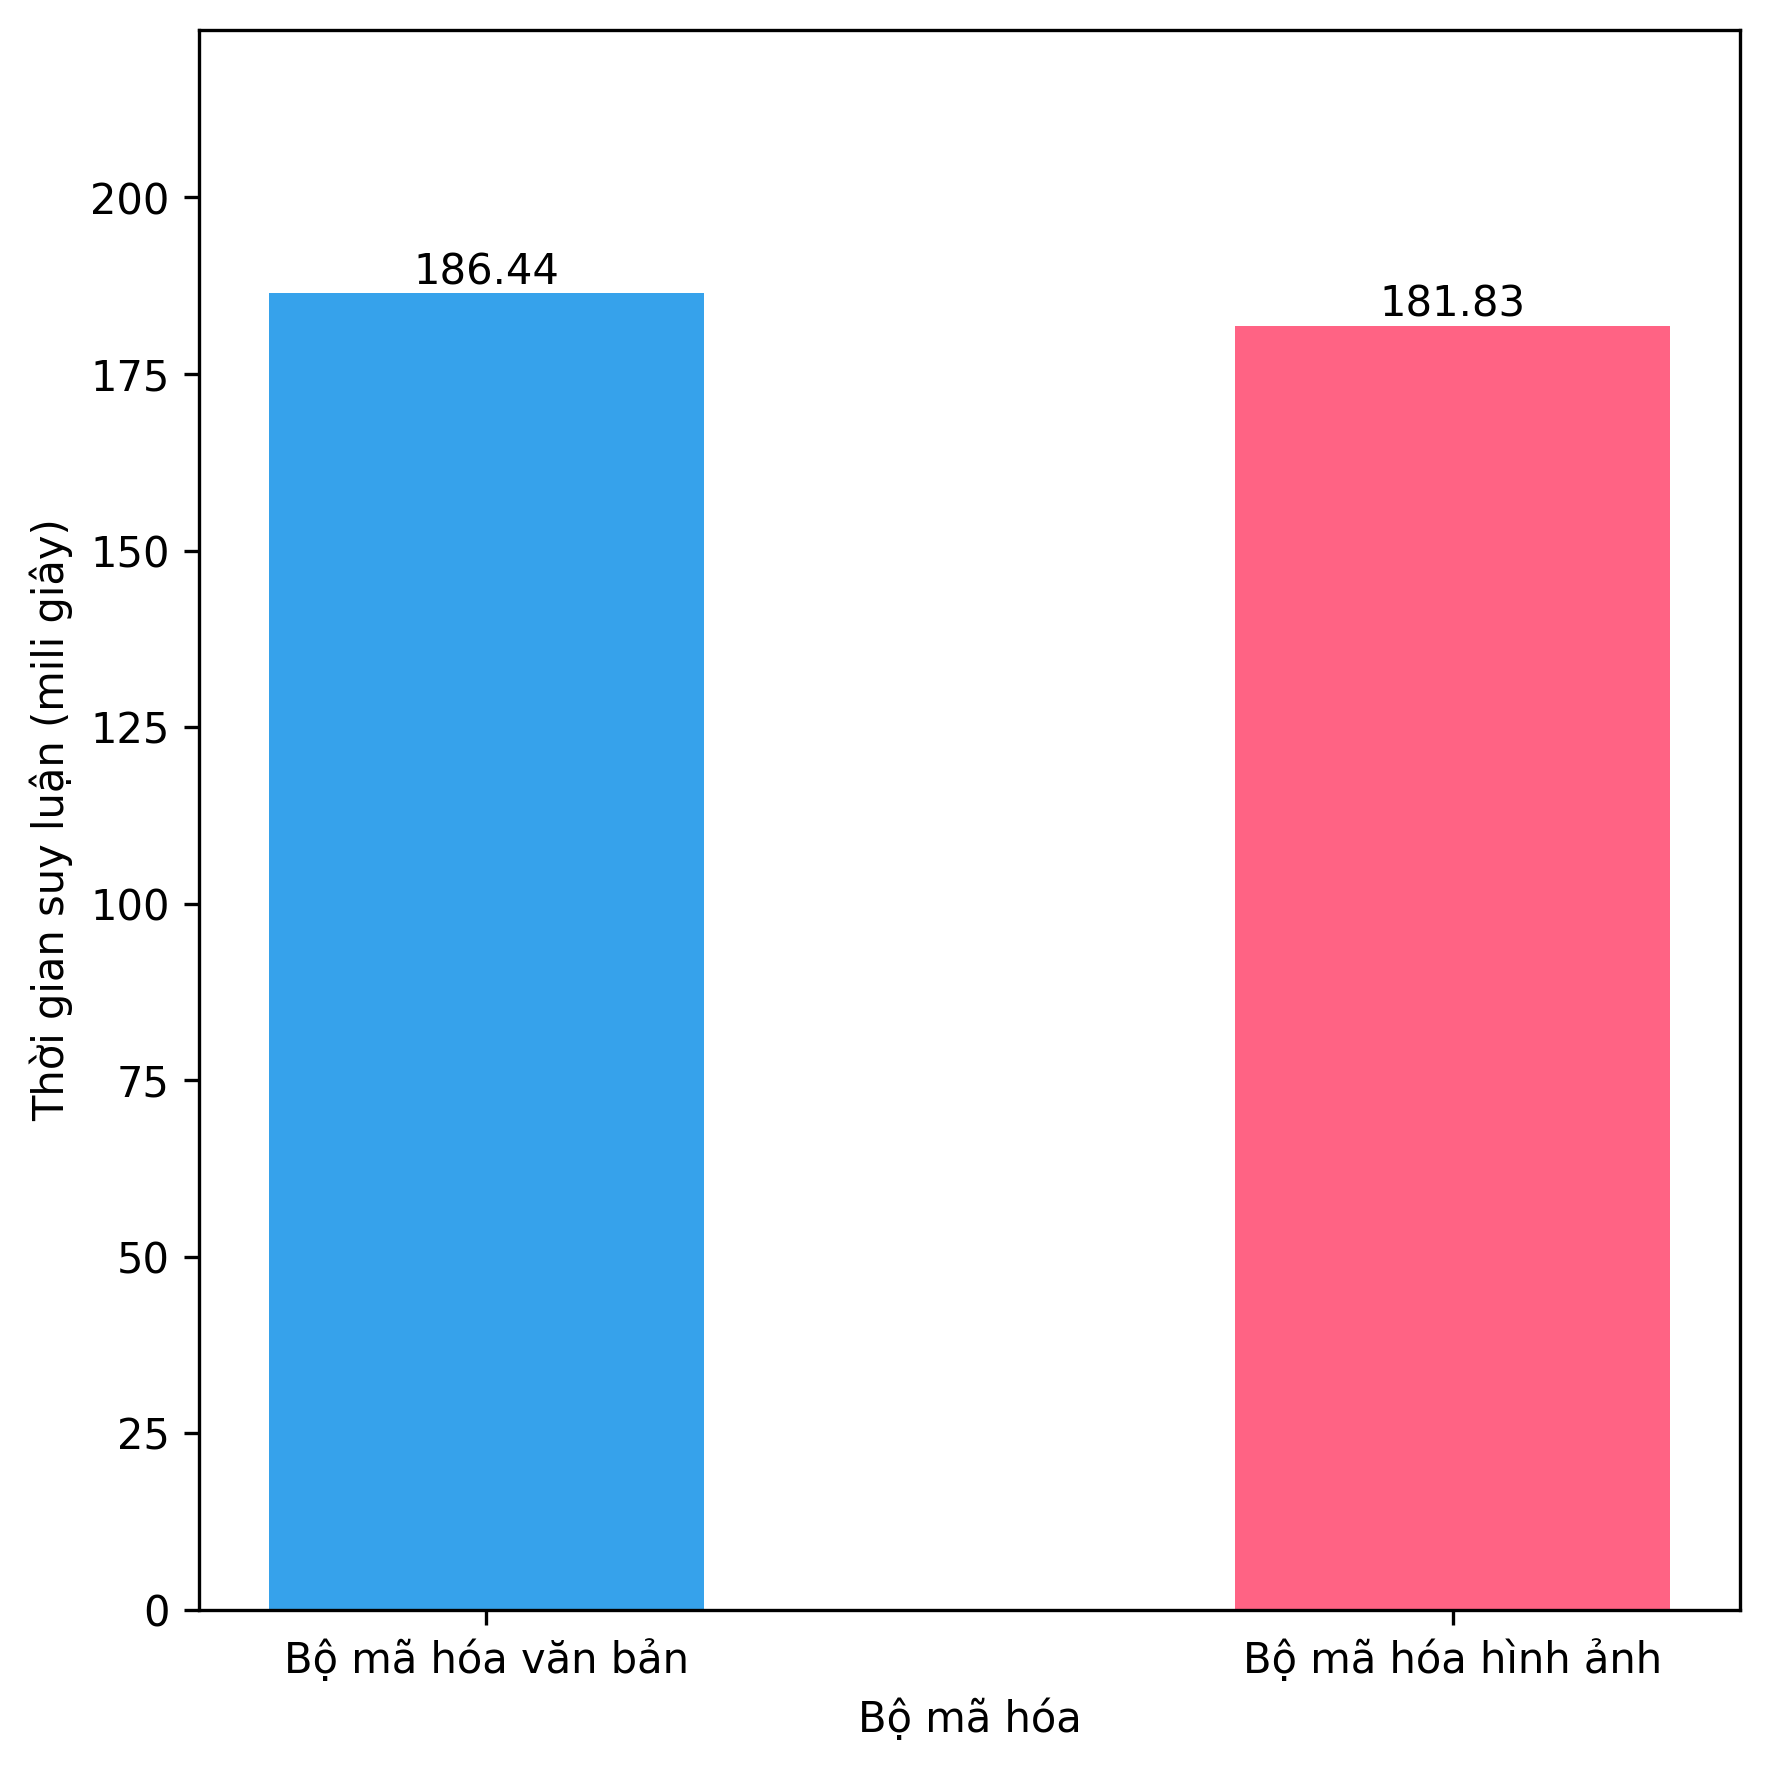 Thời gian suy luận (mili giây)
200
175
150
125
100
75
50
25
0
186.44
181.83
Bộ mã hóa văn bản
Bộ mã hóa hình ảnh
Bộ mã hóa